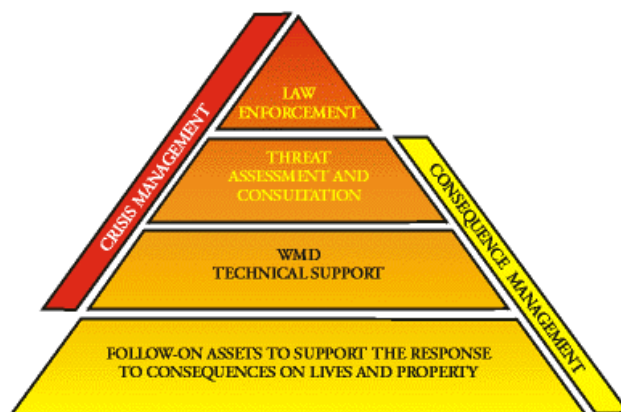 LAW
ENFORCEMENT
THREAT
ASSESSMENT AND
CONSULTATION
WMD
TECHNICAL SUPPORT
FOLLOW-ON ASSETS TO SUPPORT THE RESPONSE
TO CONSEQUENCES ON LIVES AND PROPERTY
CRISIS MANAGEMENT
CONSEQUENCE MANAGEMENT